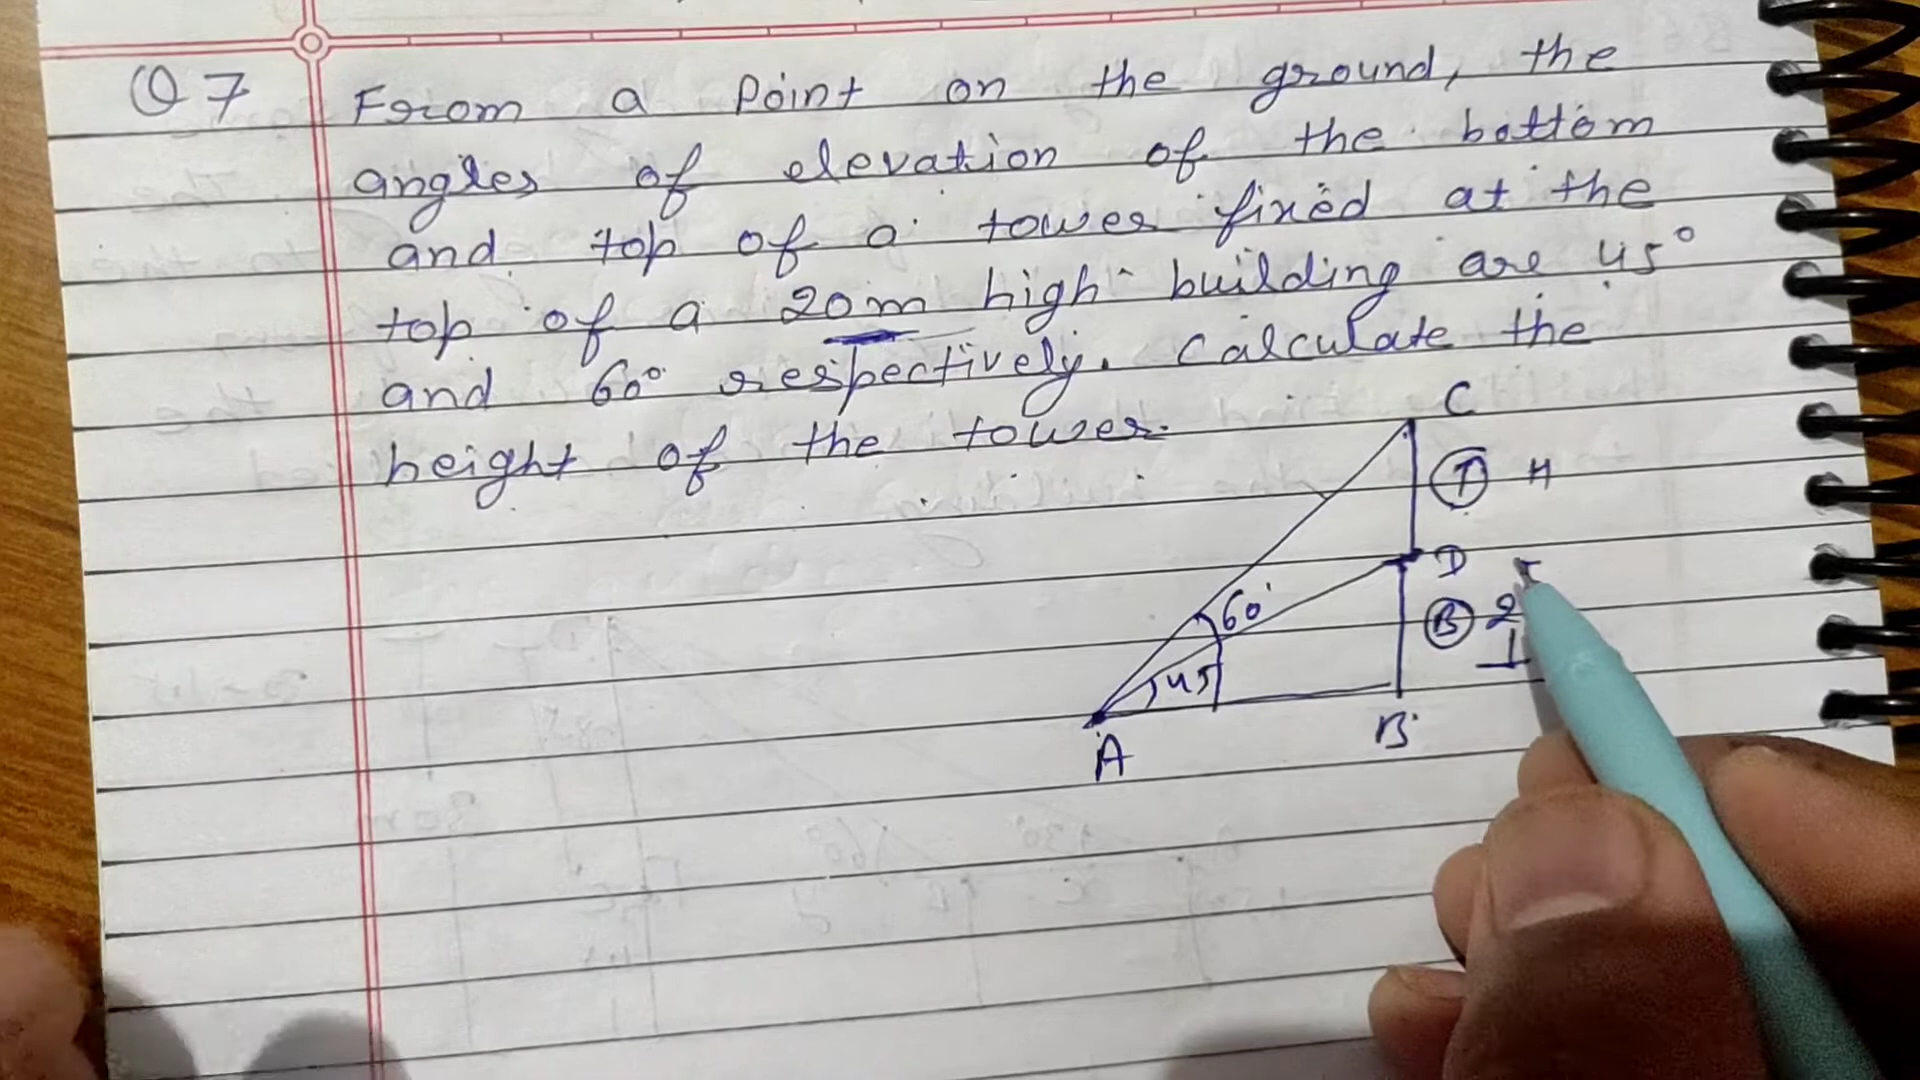 Q7 From a Point on the ground, the
angles of elevation of the bottom
and top of a tower fixed at the
top of a 20m high building are 45°
and 60° respectively. Calculate the
height of the tower.
C
T H
D
60°
B
45
A
B